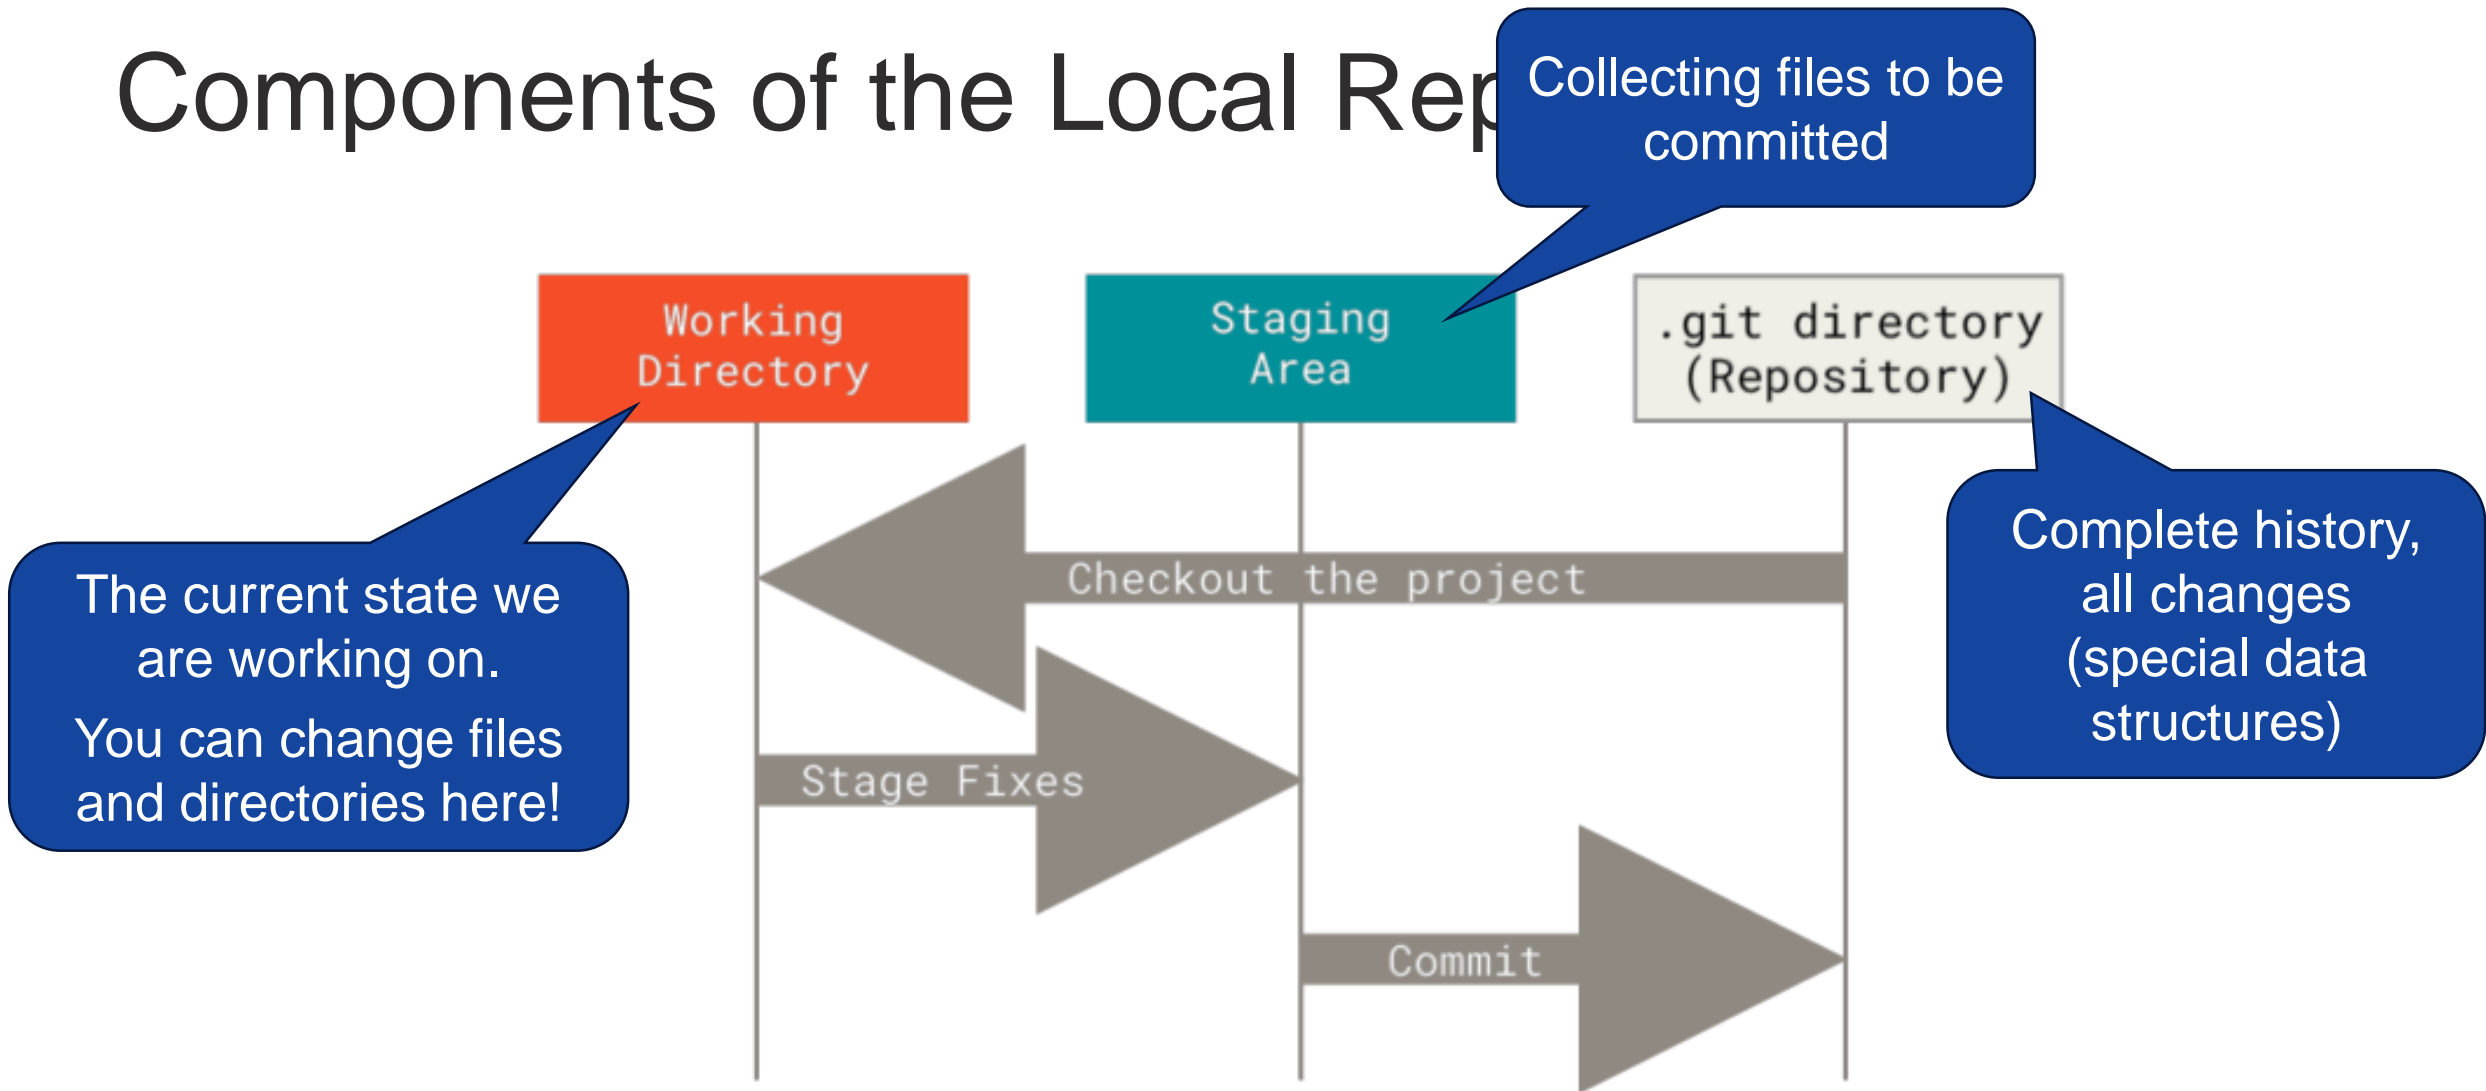 Components of the Local Rep
Collecting files to be
committed
Working
Directory
Staging
Area
.git directory
(Repository)
Checkout the project
The current state we
are working on.
You can change files
and directories here!
Complete history,
all changes
(special data
structures)
Stage Fixes
Commit